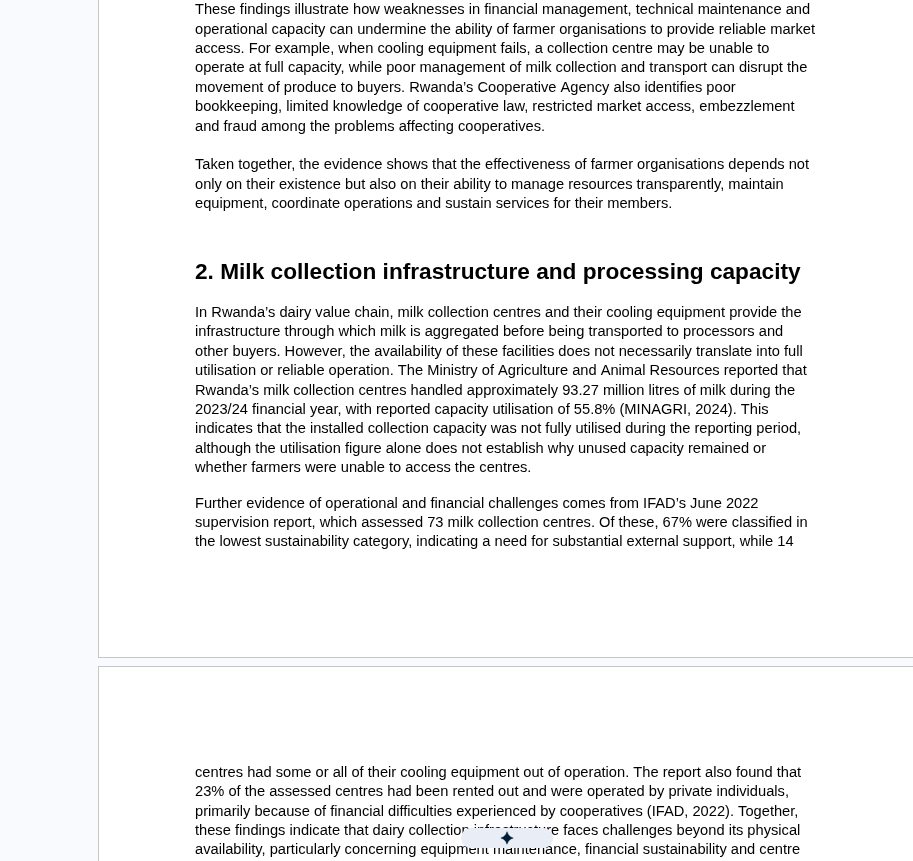 These findings illustrate how weaknesses in financial management, technical maintenance and
operational capacity can undermine the ability of farmer organisations to provide reliable market
access. For example, when cooling equipment fails, a collection centre may be unable to
operate at full capacity, while poor management of milk collection and transport can disrupt the
movement of produce to buyers. Rwanda's Cooperative Agency also identifies poor
bookkeeping, limited knowledge of cooperative law, restricted market access, embezzlement
and fraud among the problems affecting cooperatives.
Taken together, the evidence shows that the effectiveness of farmer organisations depends not
only on their existence but also on their ability to manage resources transparently, maintain
equipment, coordinate operations and sustain services for their members.
2. Milk collection infrastructure and processing capacity
In Rwanda's dairy value chain, milk collection centres and their cooling equipment provide the
infrastructure through which milk is aggregated before being transported to processors and
other buyers. However, the availability of these facilities does not necessarily translate into full
utilisation or reliable operation. The Ministry of Agriculture and Animal Resources reported that
Rwanda's milk collection centres handled approximately 93.27 million litres of milk during the
2023/24 financial year, with reported capacity utilisation of 55.8% (MINAGRI, 2024). This
indicates that the installed collection capacity was not fully utilised during the reporting period,
although the utilisation figure alone does not establish why unused capacity remained or
whether farmers were unable to access the centres.
Further evidence of operational and financial challenges comes from IFAD's June 2022
supervision report, which assessed 73 milk collection centres. Of these, 67% were classified in
the lowest sustainability category, indicating a need for substantial external support, while 14
centres had some or all of their cooling equipment out of operation. The report also found that
23% of the assessed centres had been rented out and were operated by private individuals,
primarily because of financial difficulties experienced by cooperatives (IFAD, 2022). Together,
these findings indicate that dairy collection infrastructure faces challenges beyond its physical
availability, particularly concerning equipment maintenance, financial sustainability and centre